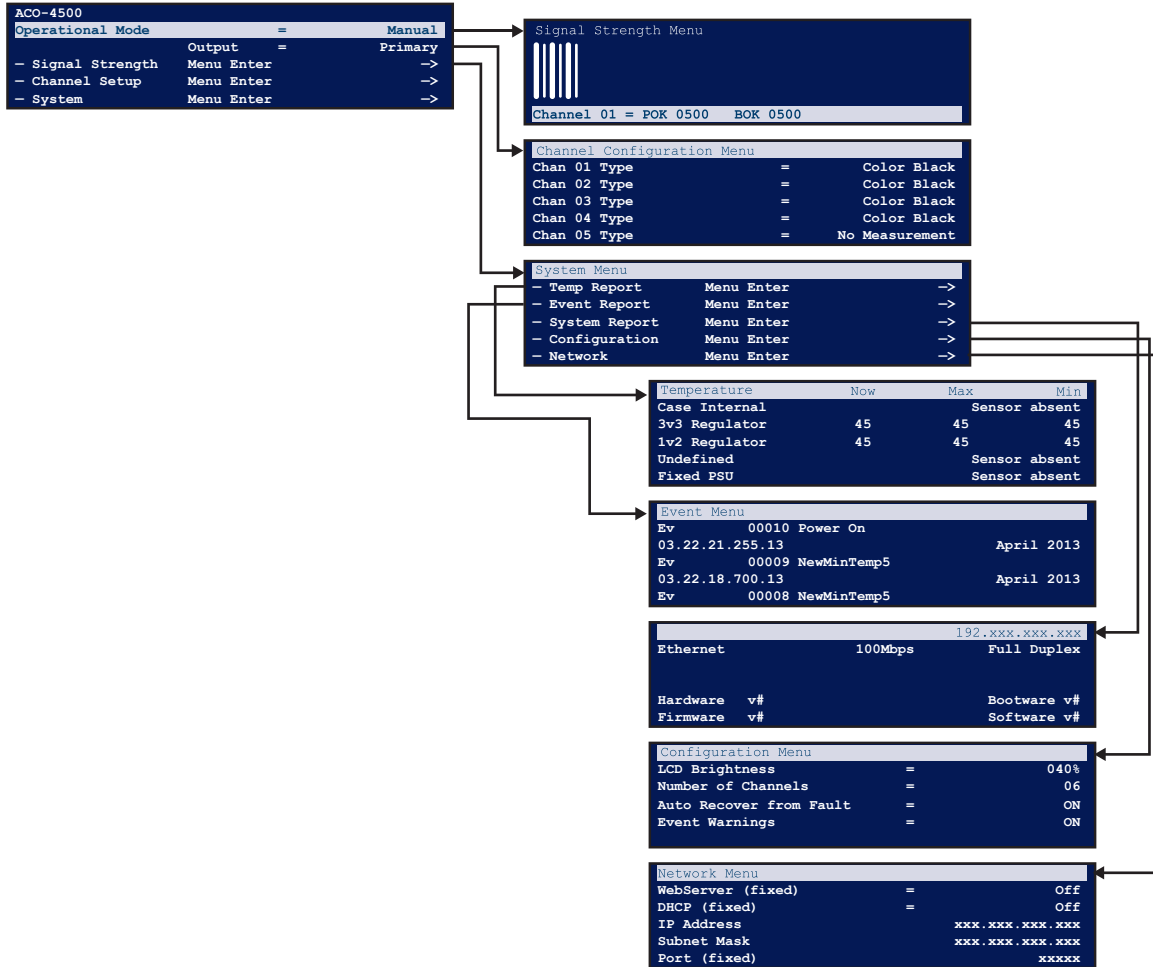 ACO-4500
Operational Mode = Manual
Output = Primary
— Signal Strength Menu Enter —>
— Channel Setup Menu Enter —>
— System Menu Enter —>
Signal Strength Menu
Channel 01 = POK 0500 BOK 0500
Channel Configuration Menu
Chan 01 Type = Color Black
Chan 02 Type = Color Black
Chan 03 Type = Color Black
Chan 04 Type = Color Black
Chan 05 Type = No Measurement
System Menu
— Temp Report Menu Enter —>
— Event Report Menu Enter —>
— System Report Menu Enter —>
— Configuration Menu Enter —>
— Network Menu Enter —>
Temperature Now Max Min
Case Internal Sensor absent
3v3 Regulator 45 45 45
1v2 Regulator 45 45 45
Undefined Sensor absent
Fixed PSU Sensor absent
Event Menu
Ev 00010 Power On
03.22.21.255.13 April 2013
Ev 00009 NewMinTemp5
03.22.18.700.13 April 2013
Ev 00008 NewMinTemp5
192.xxx.xxx.xxx
Ethernet 100Mbps Full Duplex
Hardware v# Bootware v#
Firmware v# Software v#
Configuration Menu
LCD Brightness = 040%
Number of Channels = 06
Auto Recover from Fault = ON
Event Warnings = ON
Network Menu
WebServer (fixed) = Off
DHCP (fixed) = Off
IP Address xxx.xxx.xxx.xxx
Subnet Mask xxx.xxx.xxx.xxx
Port (fixed) xxxxx